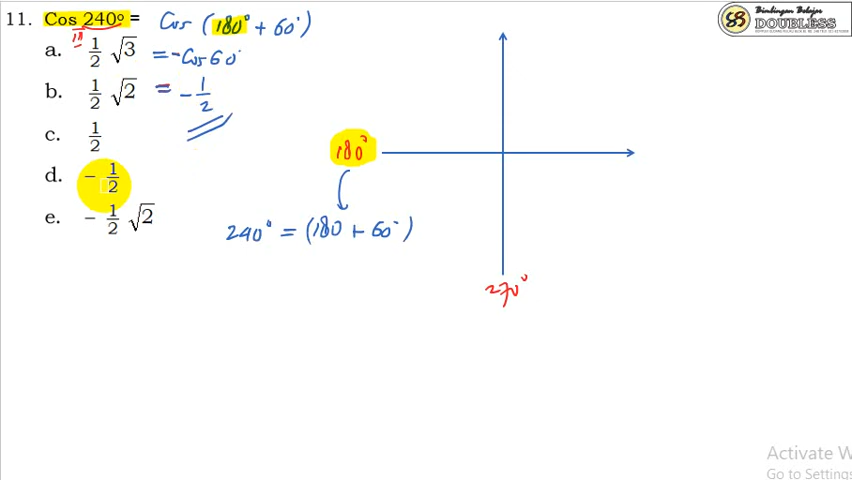 11. Cos 240° = Cos (180° + 60°)
III
a. 1/2 √3 = -Cos 60°
b. 1/2 √2 = - 1/2
c. 1/2
d. - 1/2
e. - 1/2 √2
180°
240° = (180 + 60°)
270°
Bimbingan Belajar
DOUBLESS
Activate W
Go to Settings